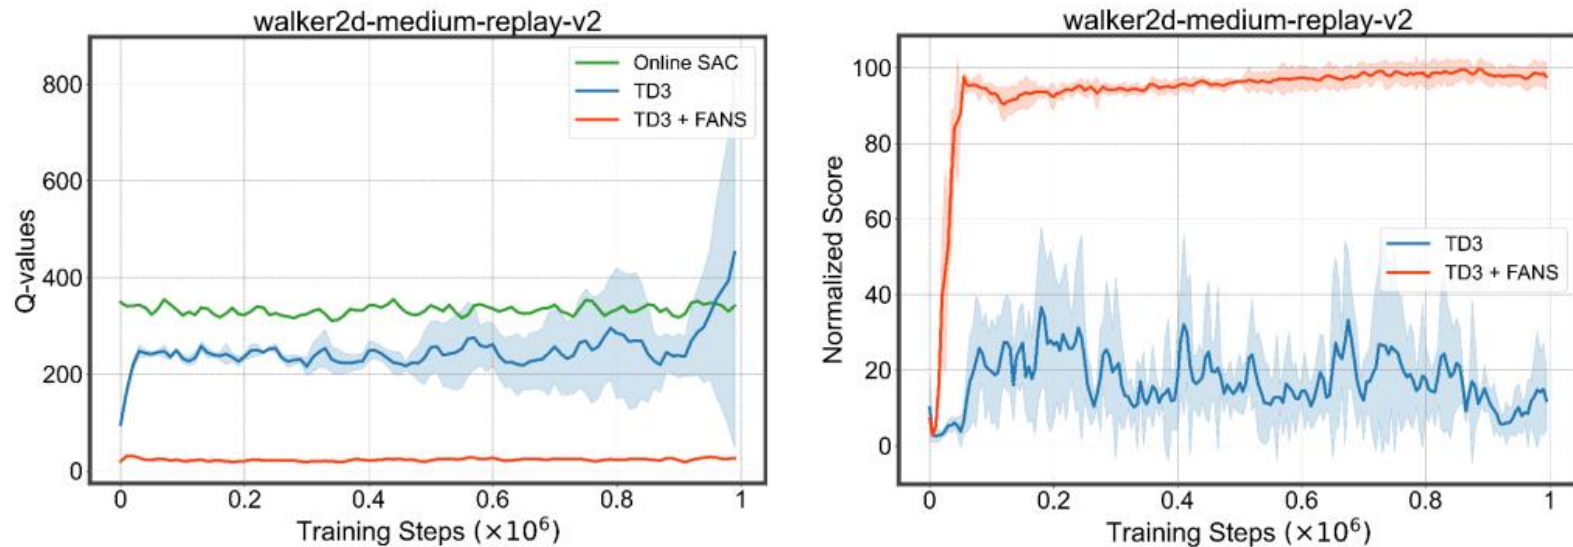 walker2d-medium-replay-v2
Q-values
800
600
400
200
0
Online SAC
TD3
TD3 + FANS
0 0.2 0.4 0.6 0.8 1
Training Steps (×10⁶)
walker2d-medium-replay-v2
Normalized Score
100
80
60
40
20
0
TD3
TD3 + FANS
0 0.2 0.4 0.6 0.8 1
Training Steps (×10⁶)